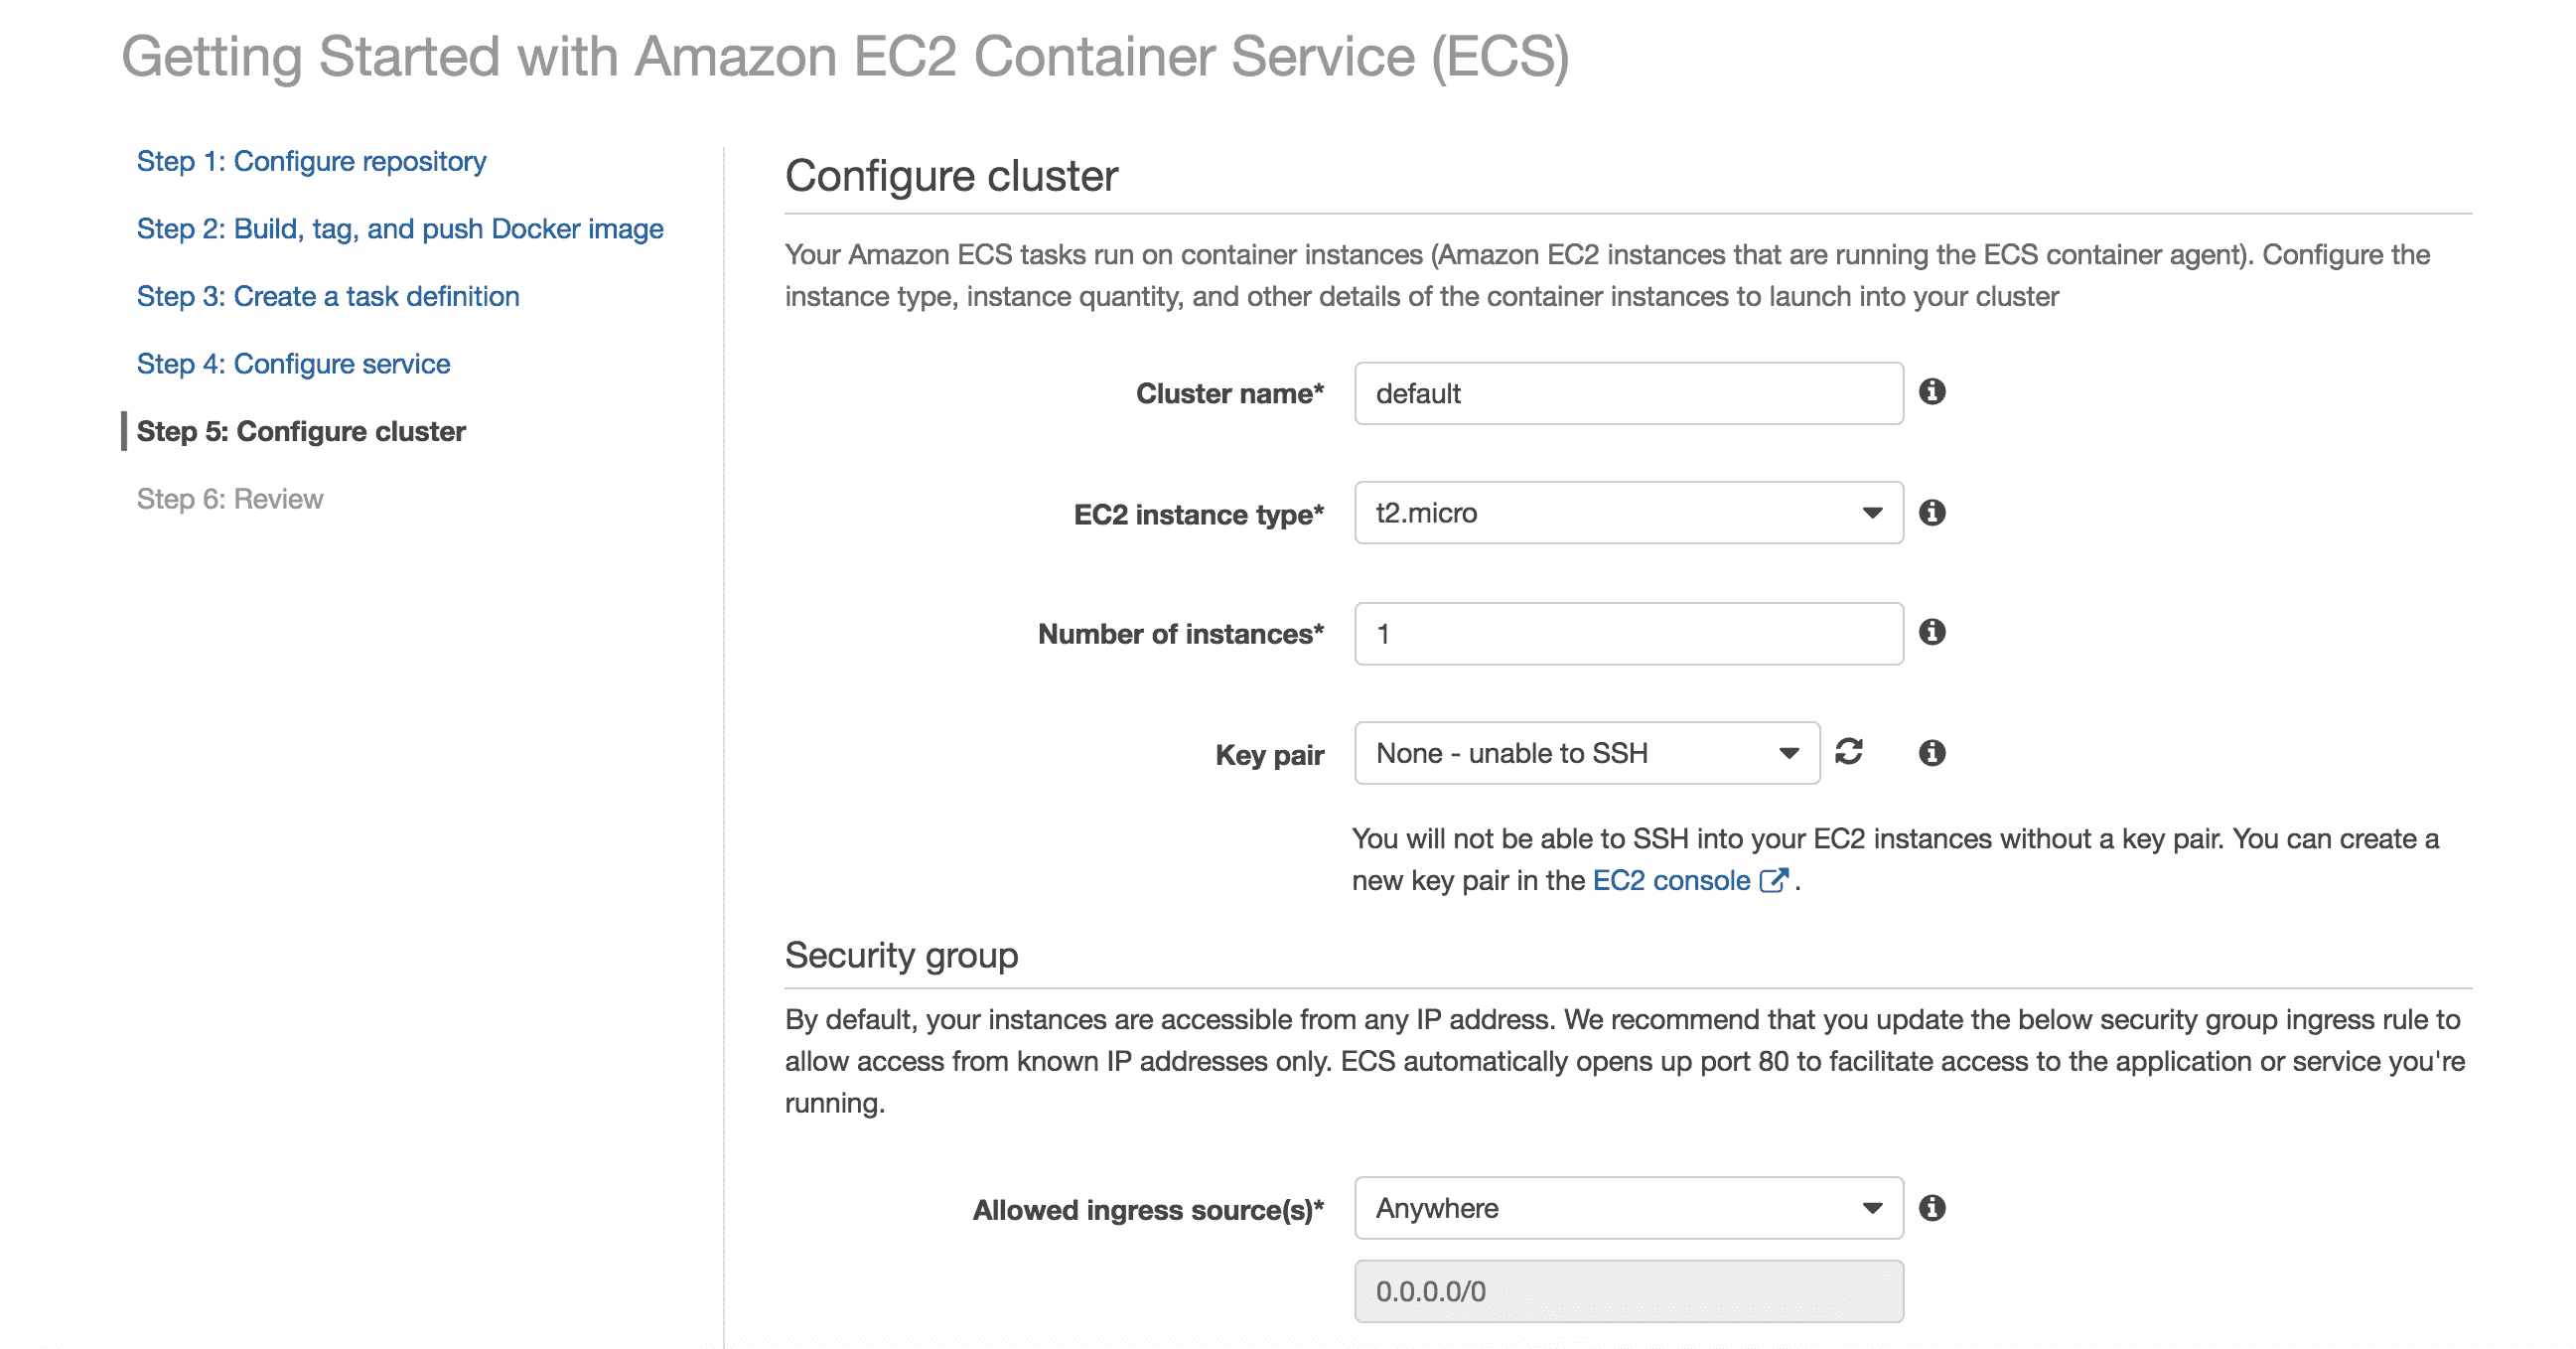 Getting Started with Amazon EC2 Container Service (ECS)
Step 1: Configure repository
Step 2: Build, tag, and push Docker image
Step 3: Create a task definition
Step 4: Configure service
Step 5: Configure cluster
Step 6: Review
Configure cluster
Your Amazon ECS tasks run on container instances (Amazon EC2 instances that are running the ECS container agent). Configure the
instance type, instance quantity, and other details of the container instances to launch into your cluster
Cluster name* default
EC2 instance type* t2.micro
Number of instances* 1
Key pair None - unable to SSH
You will not be able to SSH into your EC2 instances without a key pair. You can create a
new key pair in the EC2 console .
Security group
By default, your instances are accessible from any IP address. We recommend that you update the below security group ingress rule to
allow access from known IP addresses only. ECS automatically opens up port 80 to facilitate access to the application or service you're
running.
Allowed ingress source(s)* Anywhere
0.0.0.0/0